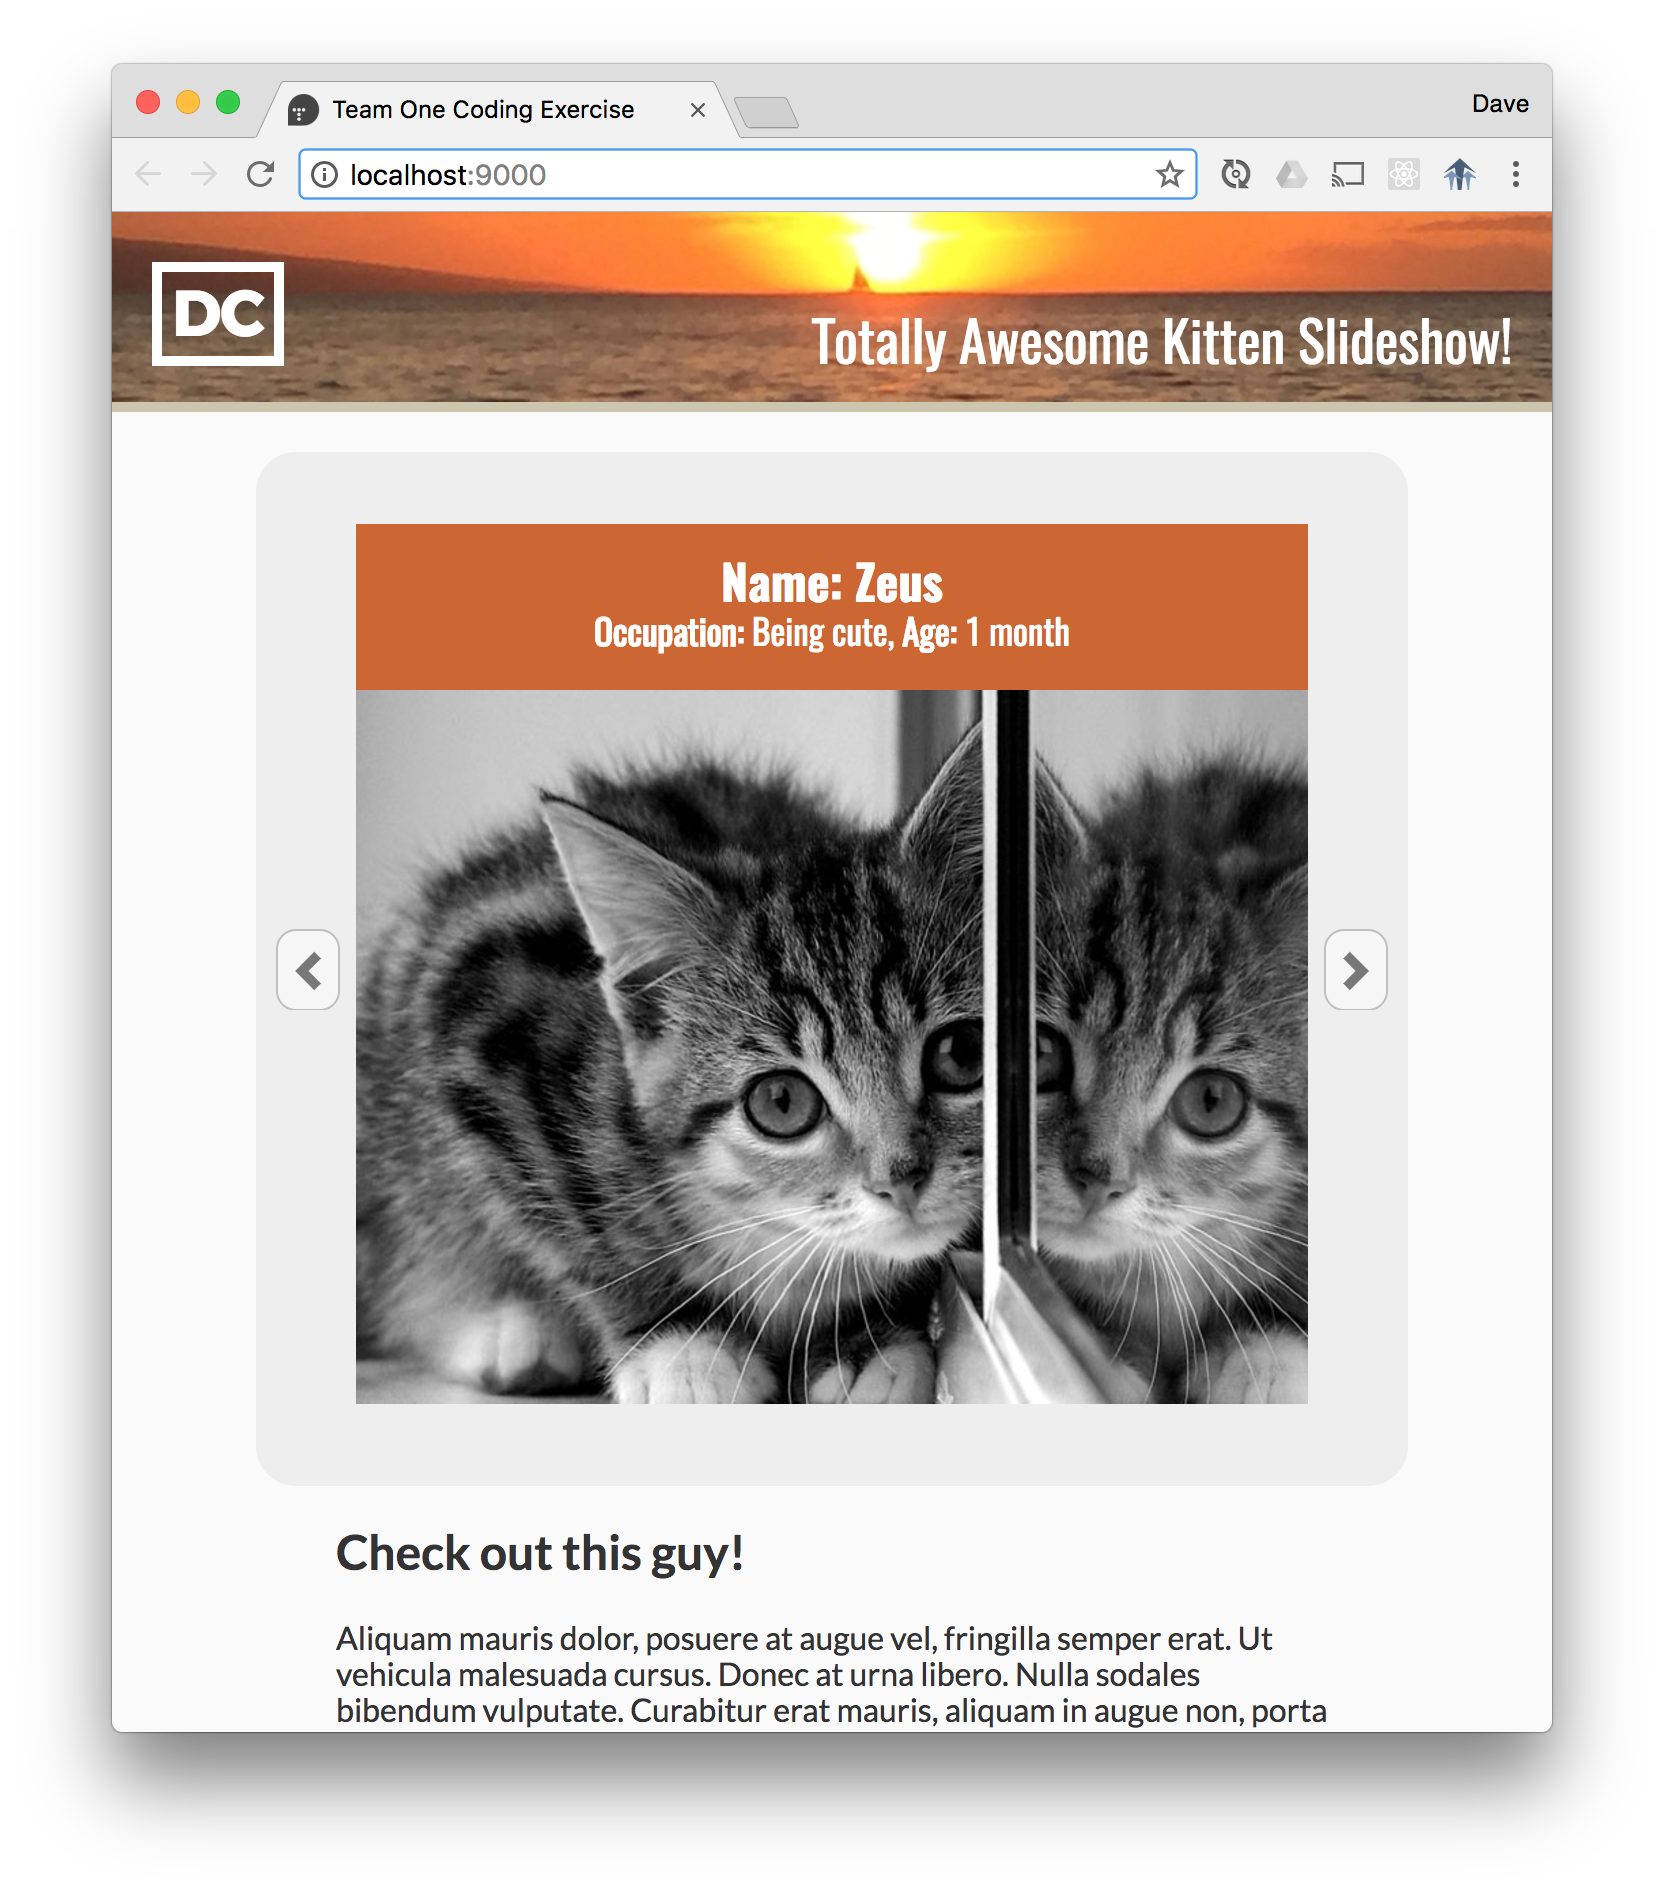 Team One Coding Exercise
Dave
localhost:9000
DC
Totally Awesome Kitten Slideshow!
Name: Zeus
Occupation: Being cute, Age: 1 month
Check out this guy!
Aliquam mauris dolor, posuere at augue vel, fringilla semper erat. Ut
vehicula malesuada cursus. Donec at urna libero. Nulla sodales
bibendum vulputate. Curabitur erat mauris, aliquam in augue non, porta